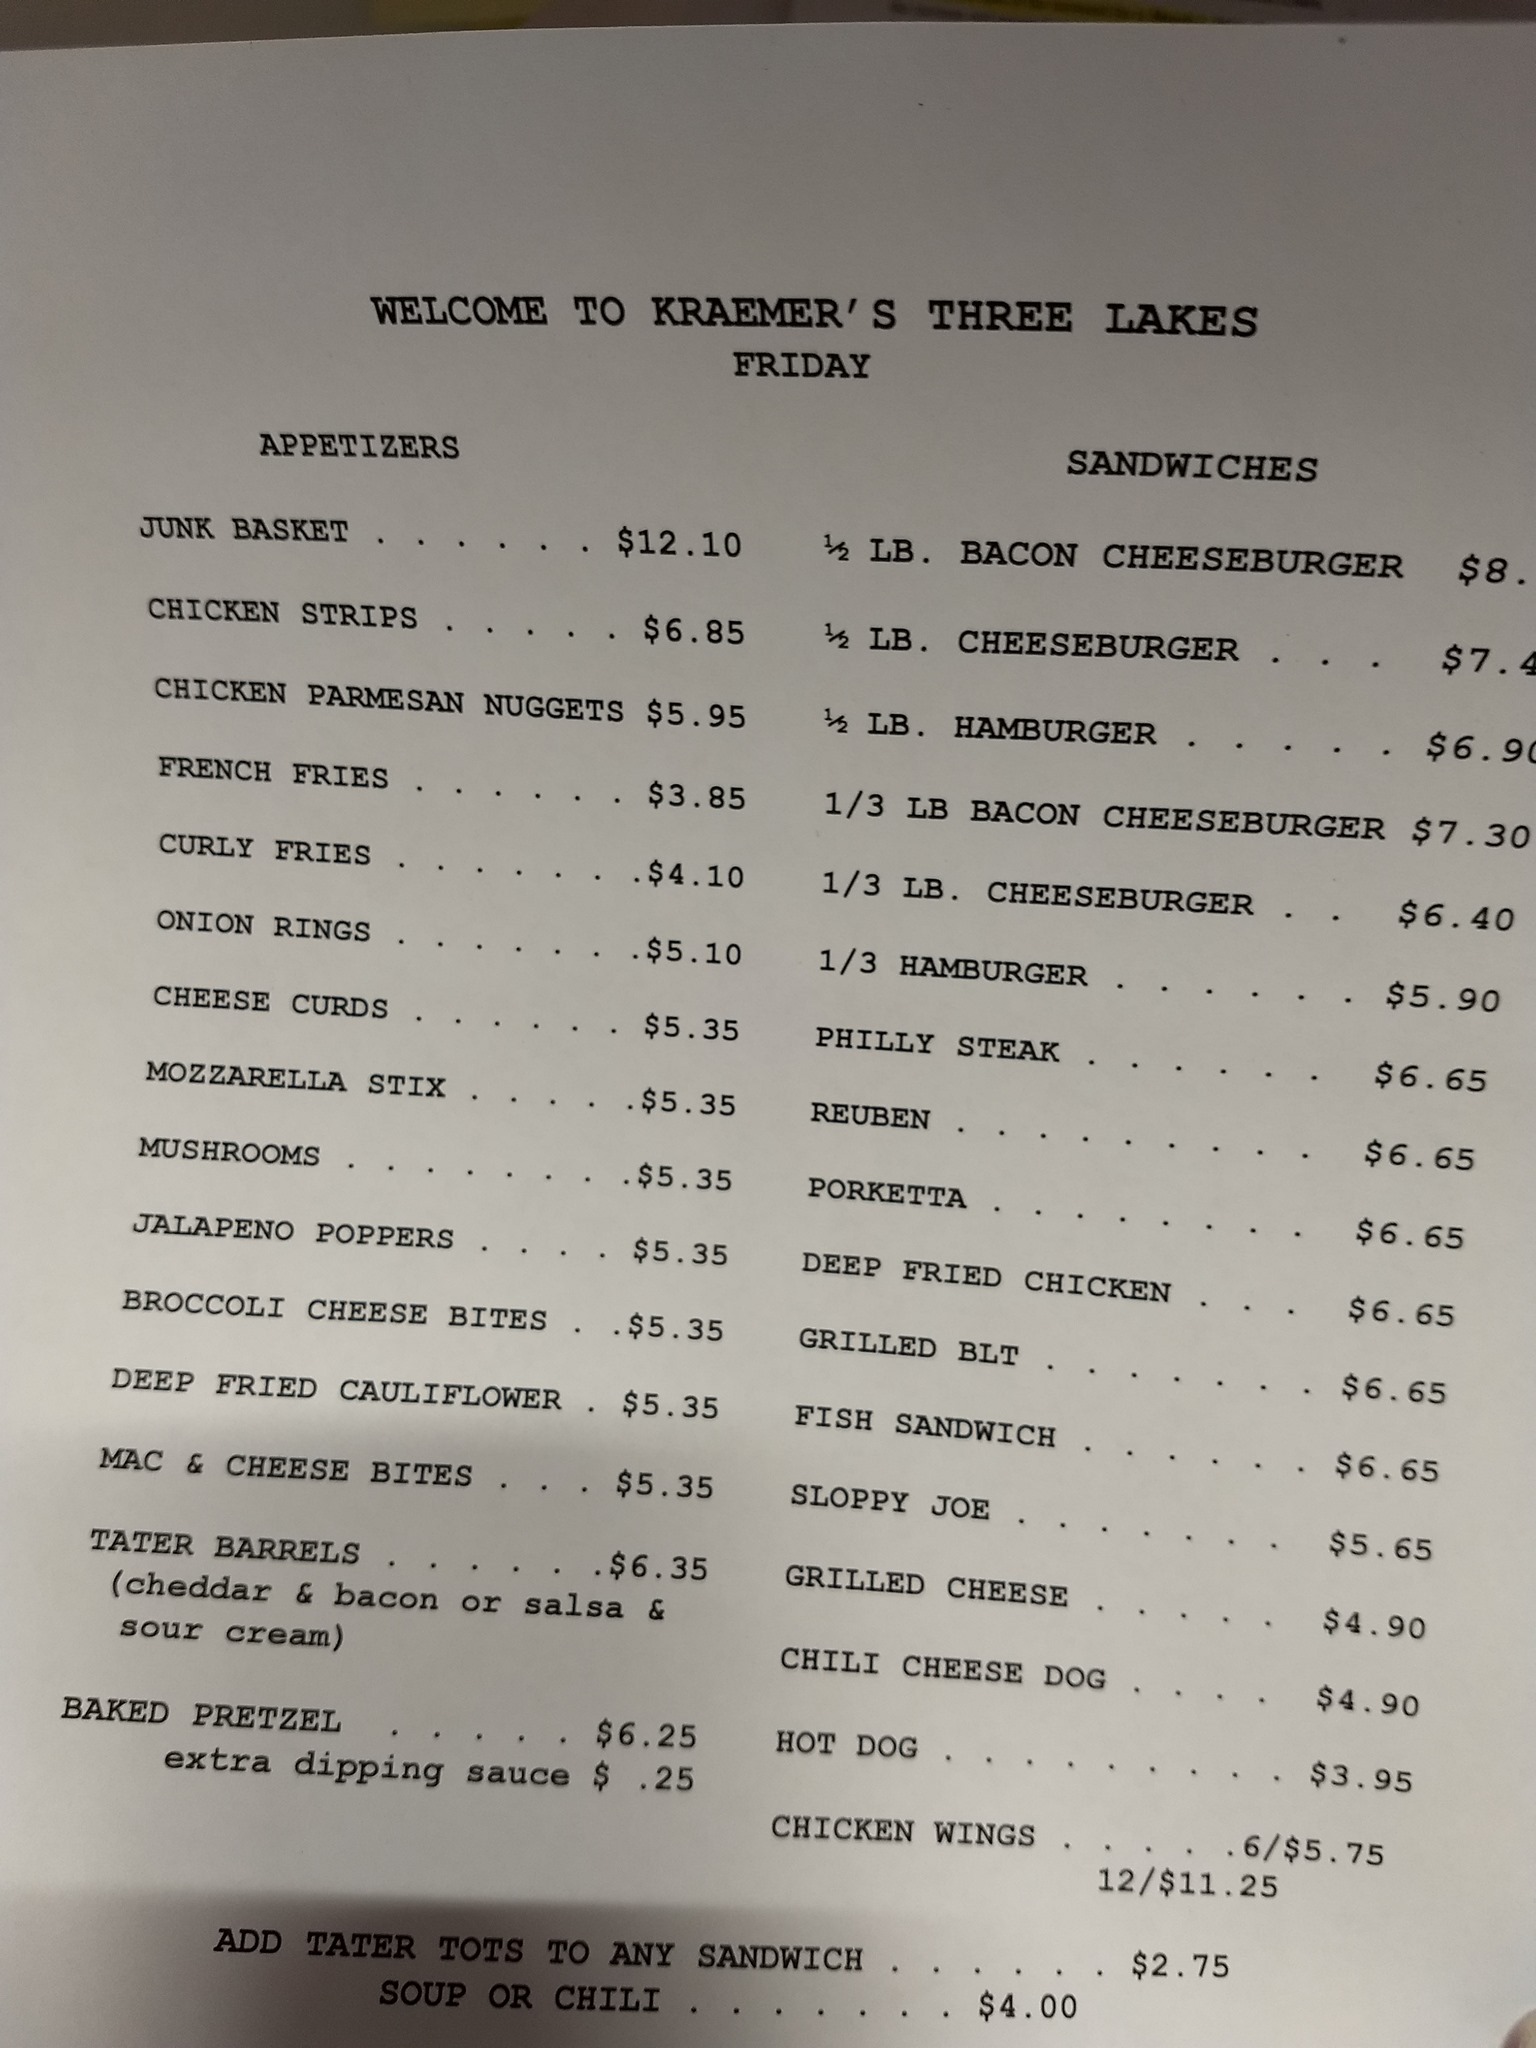 WELCOME TO KRAEMER'S THREE LAKES
FRIDAY
APPETIZERS
JUNK BASKET . . . . . . $12.10
CHICKEN STRIPS . . . . . $6.85
CHICKEN PARMESAN NUGGETS $5.95
FRENCH FRIES . . . . . . $3.85
CURLY FRIES . . . . . . .$4.10
ONION RINGS . . . . . . .$5.10
CHEESE CURDS . . . . . . $5.35
MOZZARELLA STIX . . . . .$5.35
MUSHROOMS . . . . . . . .$5.35
JALAPENO POPPERS . . . . $5.35
BROCCOLI CHEESE BITES . .$5.35
DEEP FRIED CAULIFLOWER . $5.35
MAC & CHEESE BITES . . . $5.35
TATER BARRELS . . . . . .$6.35
(cheddar & bacon or salsa &
sour cream)
BAKED PRETZEL . . . . . $6.25
extra dipping sauce $ .25
SANDWICHES
½ LB. BACON CHEESEBURGER $8.
½ LB. CHEESEBURGER . . . $7.4
½ LB. HAMBURGER . . . . . $6.90
1/3 LB BACON CHEESEBURGER $7.30
1/3 LB. CHEESEBURGER . . $6.40
1/3 HAMBURGER . . . . . . $5.90
PHILLY STEAK . . . . . . $6.65
REUBEN . . . . . . . . . $6.65
PORKETTA . . . . . . . . $6.65
DEEP FRIED CHICKEN . . . $6.65
GRILLED BLT . . . . . . . $6.65
FISH SANDWICH . . . . . . $6.65
SLOPPY JOE . . . . . . . $5.65
GRILLED CHEESE . . . . . $4.90
CHILI CHEESE DOG . . . . $4.90
HOT DOG . . . . . . . . . $3.95
CHICKEN WINGS . . . . .6/$5.75
12/$11.25
ADD TATER TOTS TO ANY SANDWICH . . . . . . $2.75
SOUP OR CHILI . . . . . . . $4.00